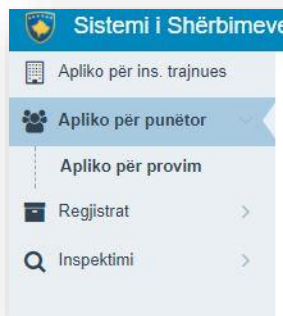 Sistemi i Shërbimeve
Apliko për ins. trajnues
Apliko për punëtor
Apliko për provim
Regjistrat
Inspektimi